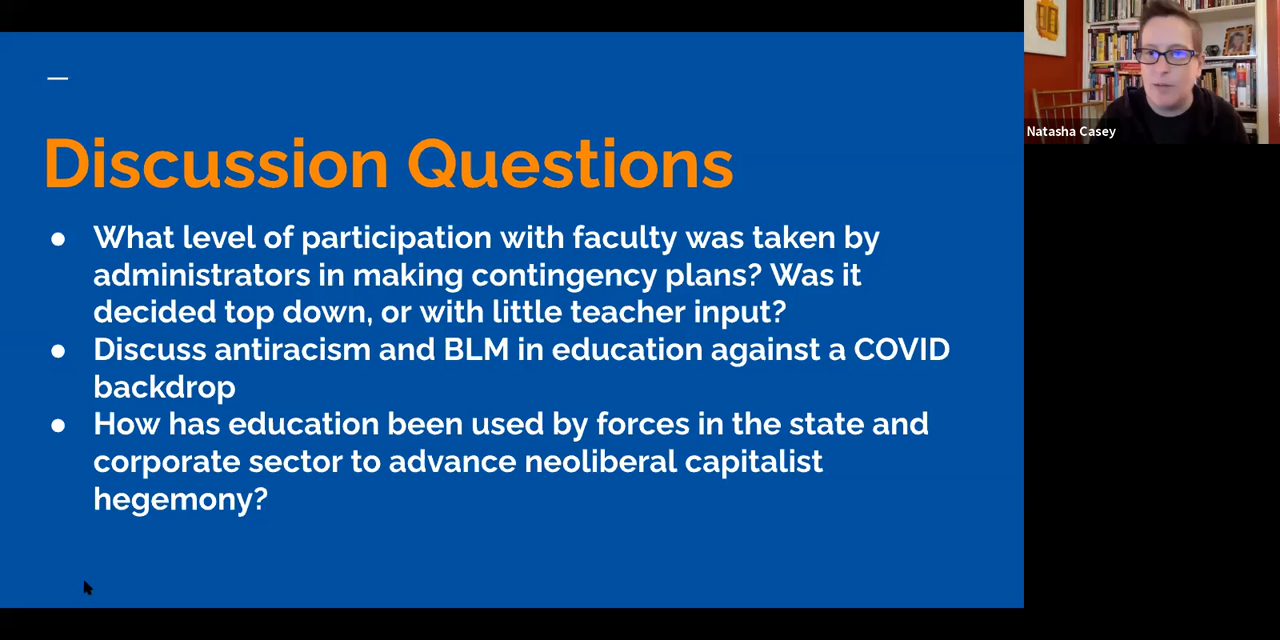 Discussion Questions
● What level of participation with faculty was taken by
administrators in making contingency plans? Was it
decided top down, or with little teacher input?
● Discuss antiracism and BLM in education against a COVID
backdrop
● How has education been used by forces in the state and
corporate sector to advance neoliberal capitalist
hegemony?
Natasha Casey